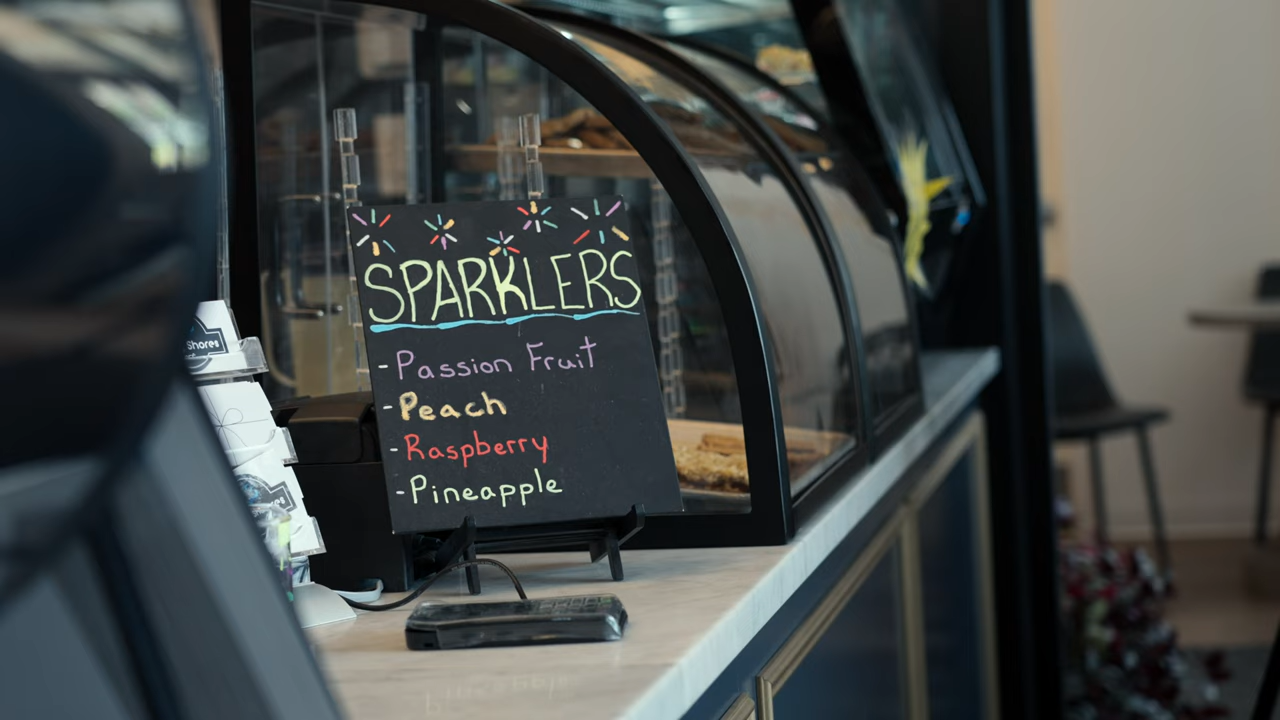 SPARKLERS
- Passion Fruit
- Peach
- Raspberry
- Pineapple
Shores